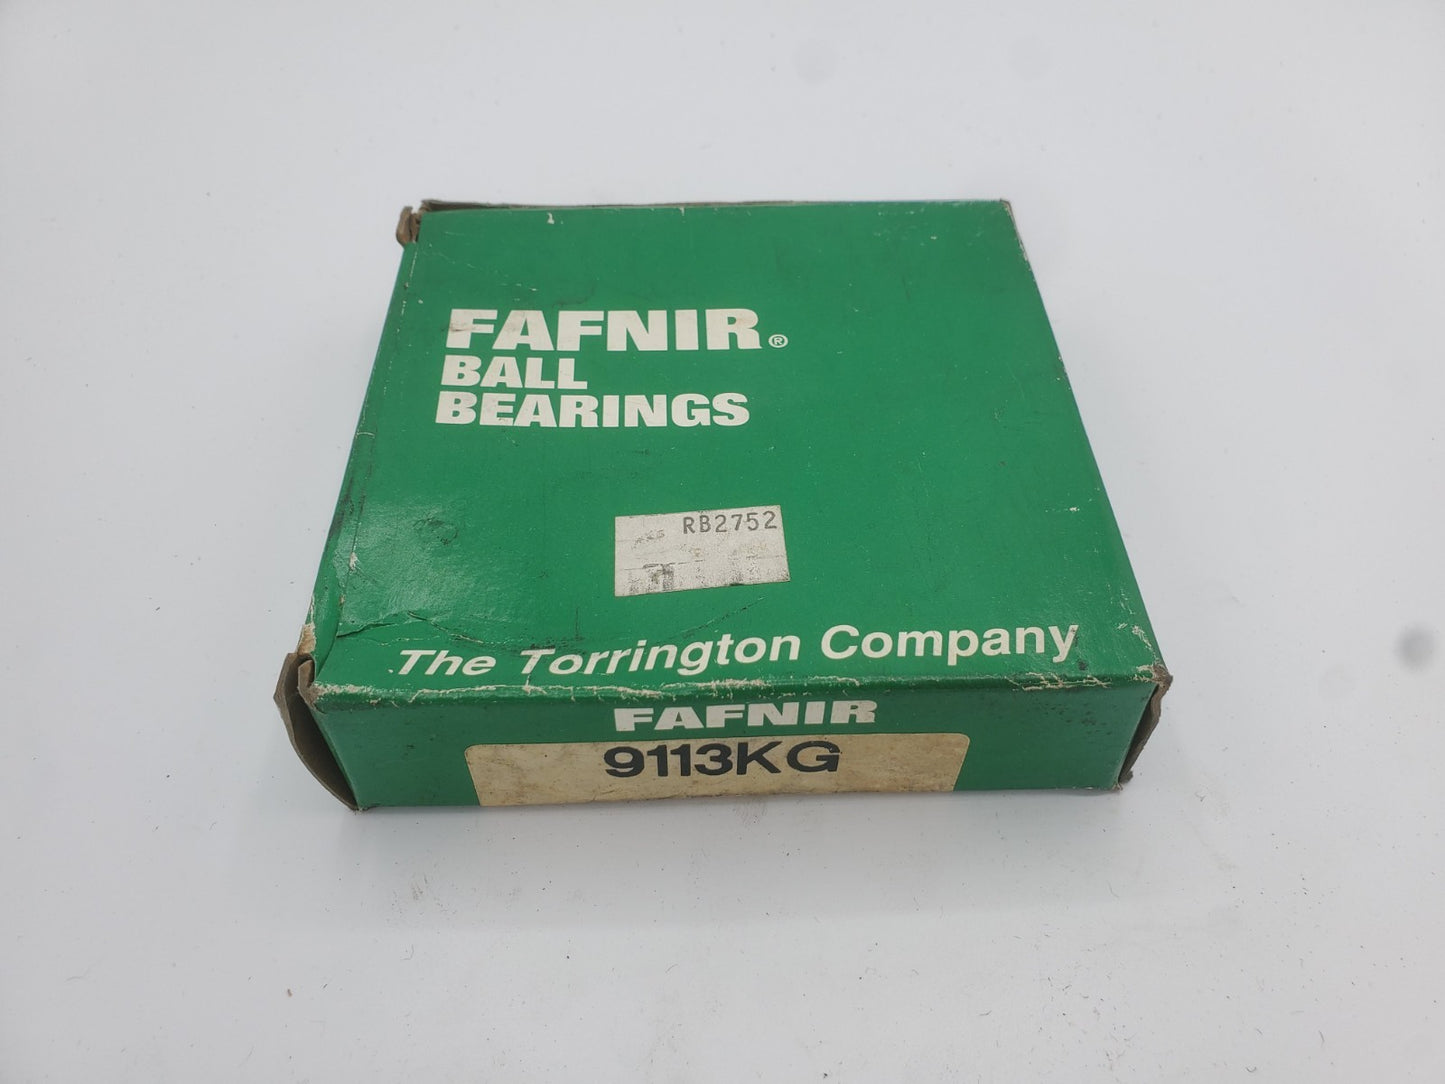 FAFNIR®
BALL
BEARINGS
RB2752
The Torrington Company
FAFNIR
9113KG